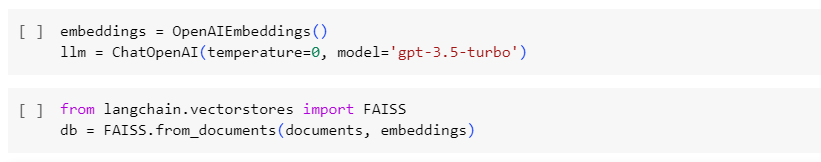 [ ] embeddings = OpenAIEmbeddings()
llm = ChatOpenAI(temperature=0, model='gpt-3.5-turbo')
[ ] from langchain.vectorstores import FAISS
db = FAISS.from_documents(documents, embeddings)